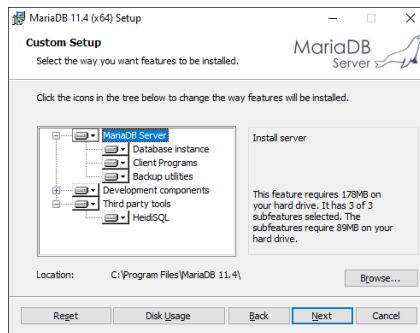 MariaDB 11.4 (x64) Setup
Custom Setup
Select the way you want features to be installed.
MariaDB
Server
Click the icons in the tree below to change the way features will be installed.
MariaDB Server
Database instance
Client Programs
Backup utilities
Development components
Third party tools
HeidiSQL
Install server
This feature requires 178MB on
your hard drive. It has 3 of 3
subfeatures selected. The
subfeatures require 89MB on your
hard drive.
Location: C:\Program Files\MariaDB 11.4\
Browse...
Reset Disk Usage Back Next Cancel